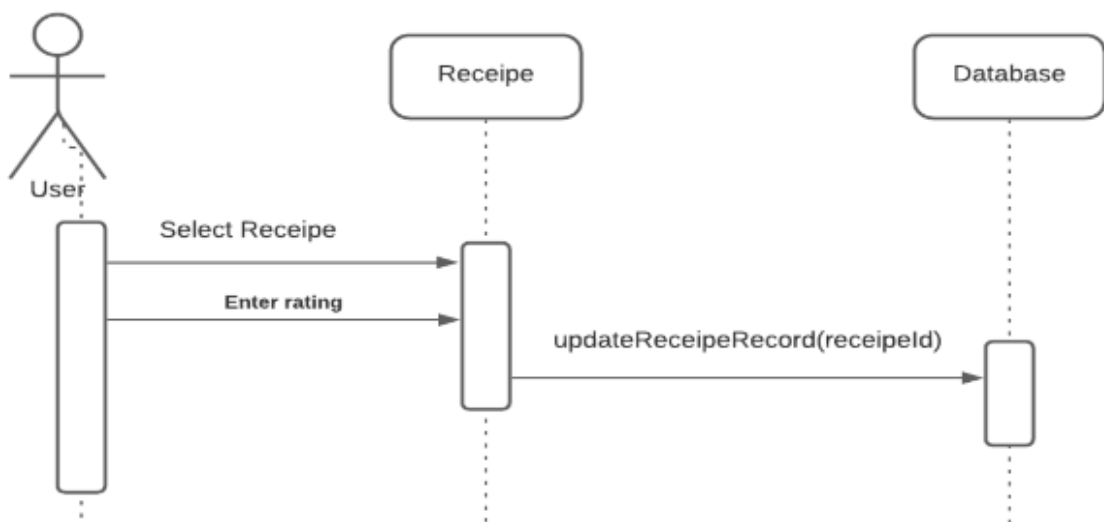 Receipe
Database
User
Select Receipe
Enter rating
updateReceipeRecord(receipeId)